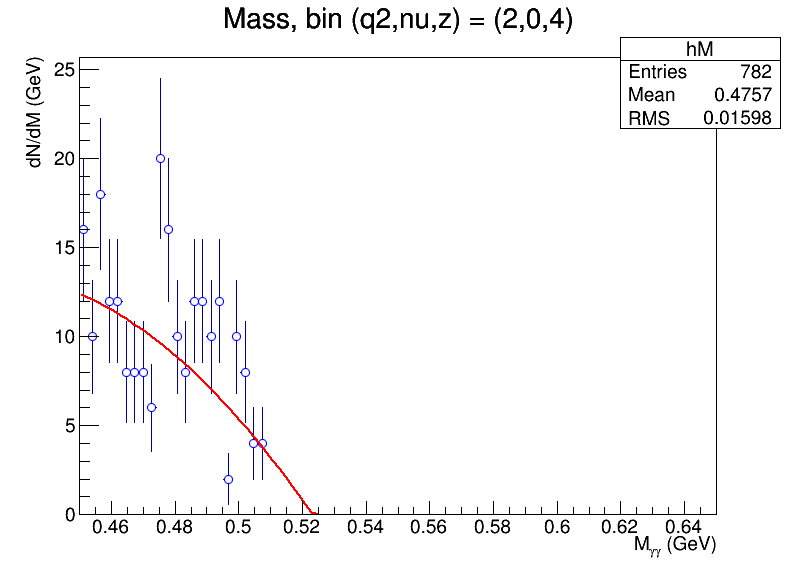 Mass, bin (q2,nu,z) = (2,0,4)
hM
Entries 782
Mean 0.4757
RMS 0.01598
dN/dM (GeV)
25
20
15
10
5
0
0.46 0.48 0.5 0.52 0.54 0.56 0.58 0.6 0.62 0.64
Mγγ (GeV)